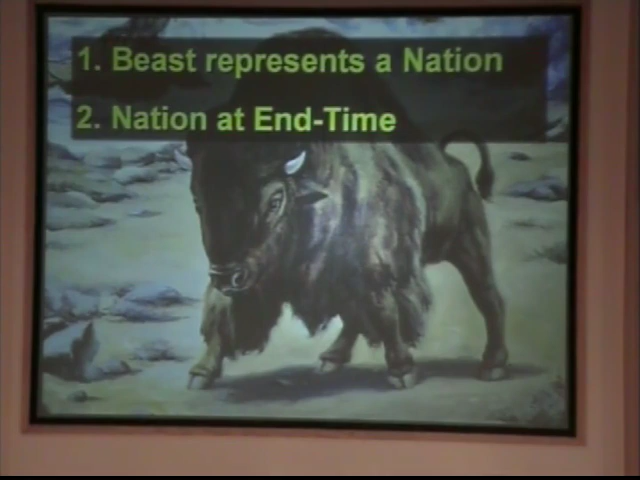 1. Beast represents a Nation
2. Nation at End-Time